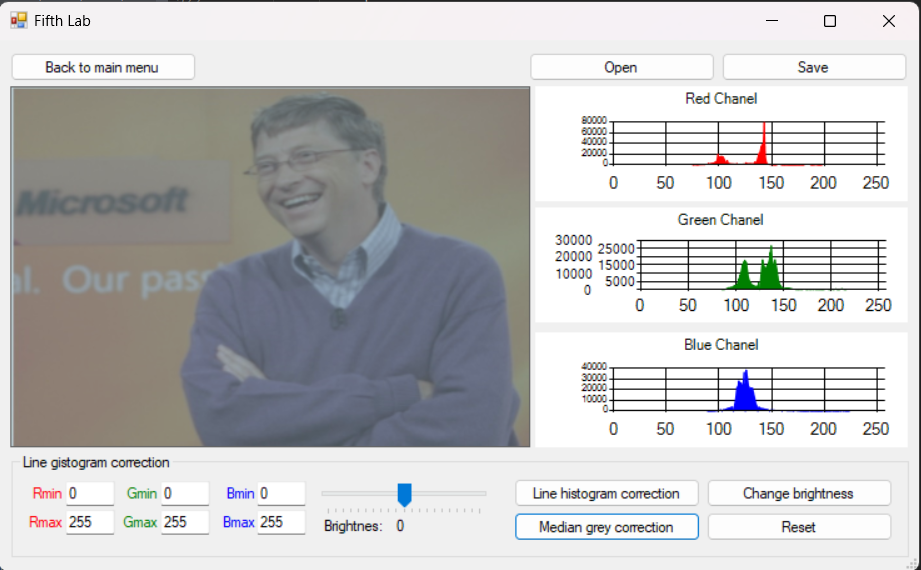 Fifth Lab
Back to main menu
Open
Save
Microsoft
al. Our pass
Red Chanel
80000
60000
40000
20000
0
0 50 100 150 200 250
Green Chanel
30000
25000
20000
15000
10000
5000
0
0 50 100 150 200 250
Blue Chanel
40000
30000
20000
10000
0
0 50 100 150 200 250
Line gistogram correction
Rmin 0 Gmin 0 Bmin 0
Rmax 255 Gmax 255 Bmax 255
Brightnes: 0
Line histogram correction
Change brightness
Median grey correction
Reset